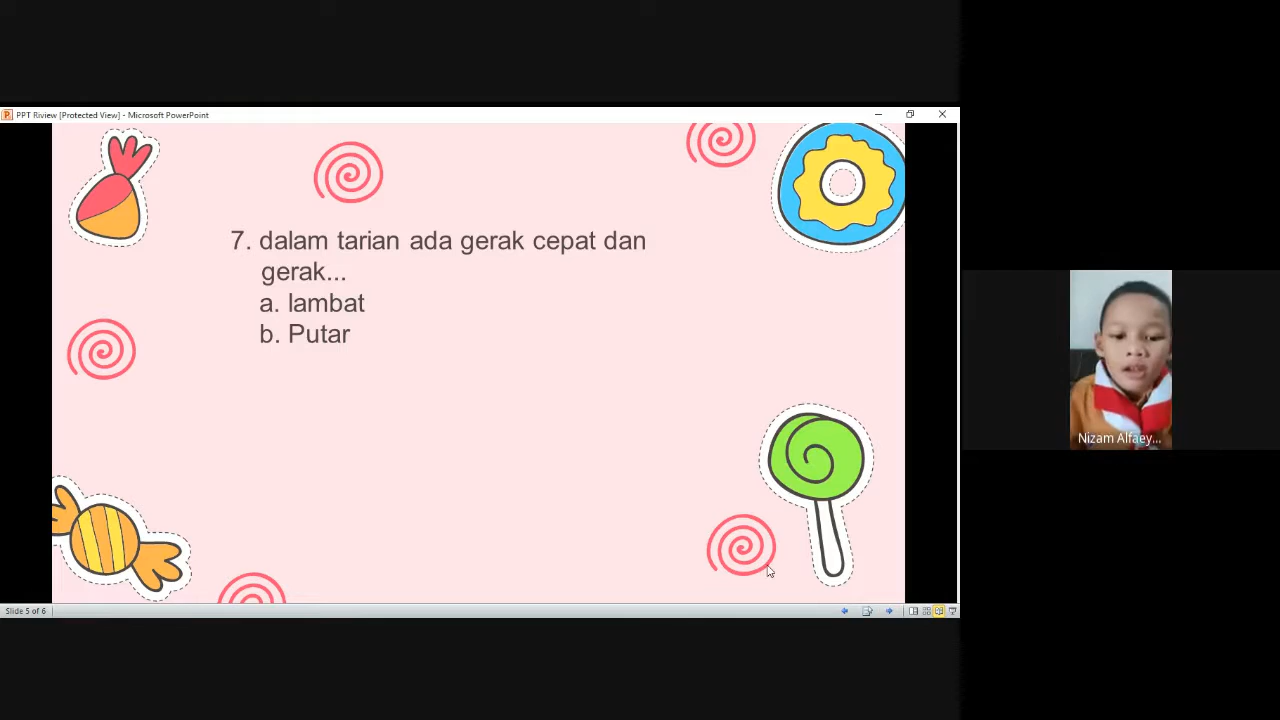 PPT Riview [Protected View] - Microsoft PowerPoint
7. dalam tarian ada gerak cepat dan
gerak...
a. lambat
b. Putar
Nizam Alfaey...
Slide 5 of 6